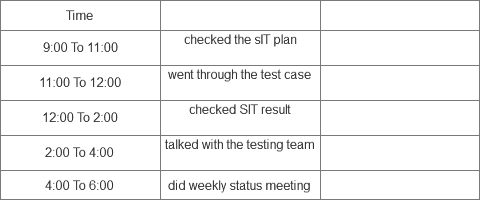 Time
9:00 To 11:00 checked the sIT plan
11:00 To 12:00 went through the test case
12:00 To 2:00 checked SIT result
2:00 To 4:00 talked with the testing team
4:00 To 6:00 did weekly status meeting